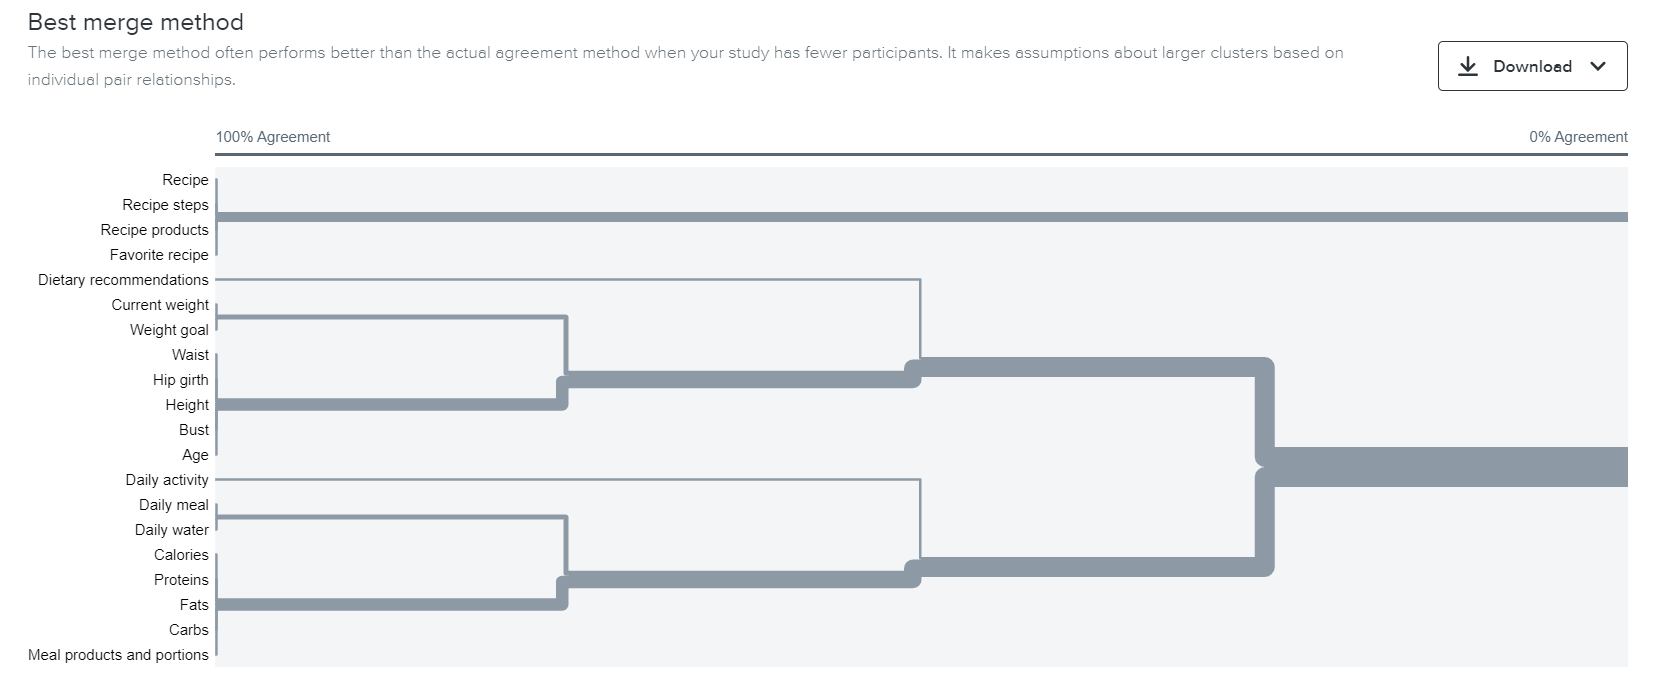 Best merge method
The best merge method often performs better than the actual agreement method when your study has fewer participants. It makes assumptions about larger clusters based on
individual pair relationships.
Download
100% Agreement
0% Agreement
Recipe
Recipe steps
Recipe products
Favorite recipe
Dietary recommendations
Current weight
Weight goal
Waist
Hip girth
Height
Bust
Age
Daily activity
Daily meal
Daily water
Calories
Proteins
Fats
Carbs
Meal products and portions